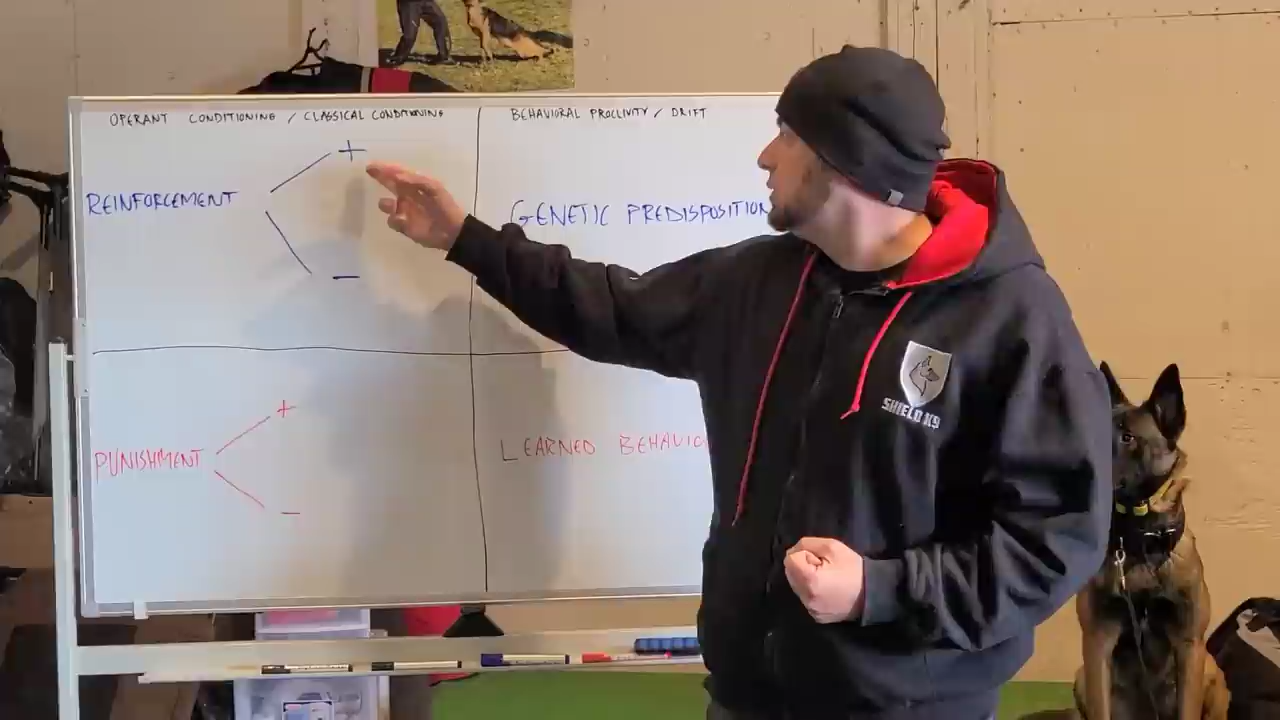 OPERANT CONDITIONING / CLASSICAL CONDITIONING
BEHAVIORAL PROCLIVITY / DRIFT
+
REINFORCEMENT
GENETIC PREDISPOSITION
-
+
PUNISHMENT
LEARNED BEHAVIO
-
SHIELD K9